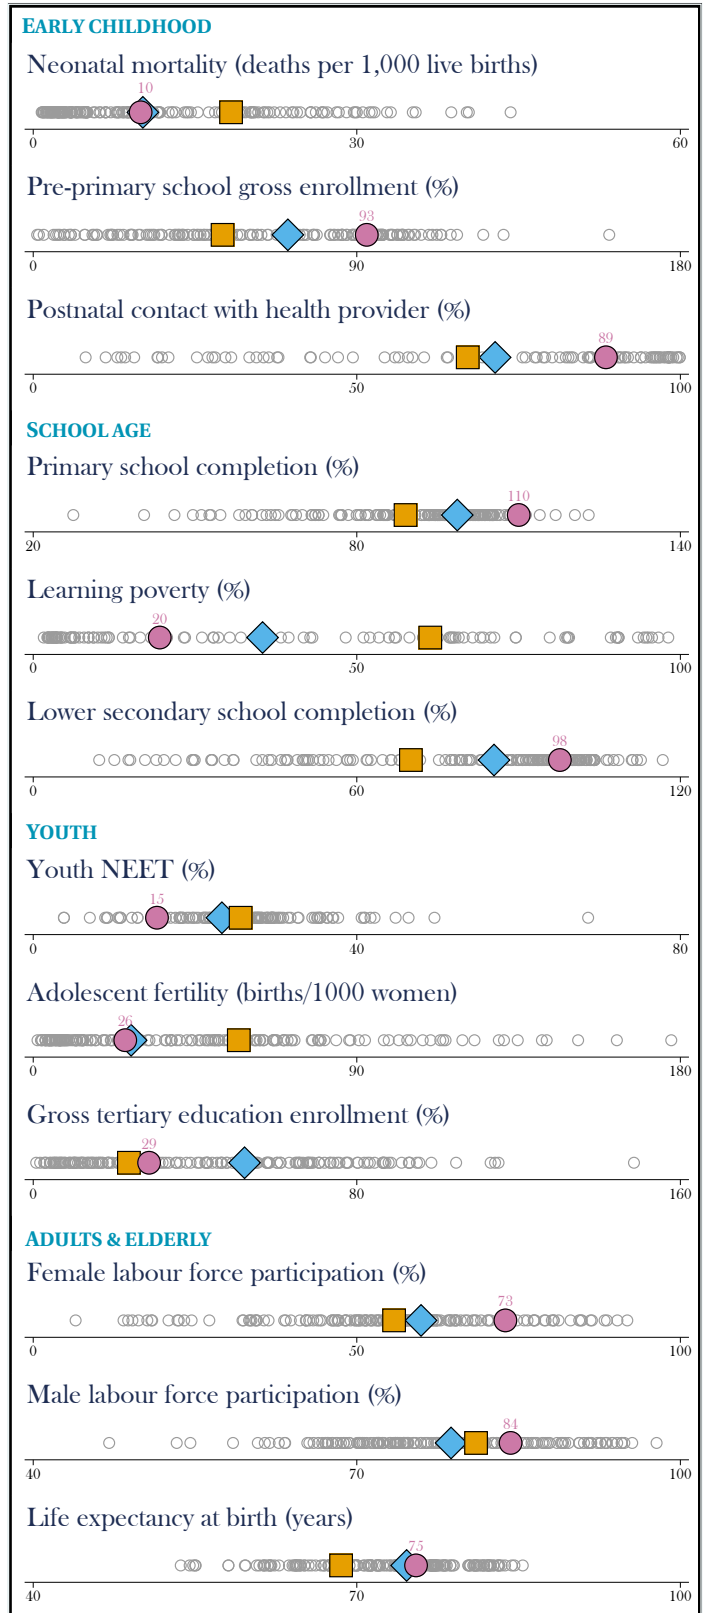 EARLY CHILDHOOD
Neonatal mortality (deaths per 1,000 live births)
10
0 30 60
Pre-primary school gross enrollment (%)
93
0 90 180
Postnatal contact with health provider (%)
89
0 50 100
SCHOOL AGE
Primary school completion (%)
110
20 80 140
Learning poverty (%)
20
0 50 100
Lower secondary school completion (%)
98
0 60 120
YOUTH
Youth NEET (%)
15
0 40 80
Adolescent fertility (births/1000 women)
26
0 90 180
Gross tertiary education enrollment (%)
29
0 80 160
ADULTS & ELDERLY
Female labour force participation (%)
73
0 50 100
Male labour force participation (%)
84
40 70 100
Life expectancy at birth (years)
75
40 70 100